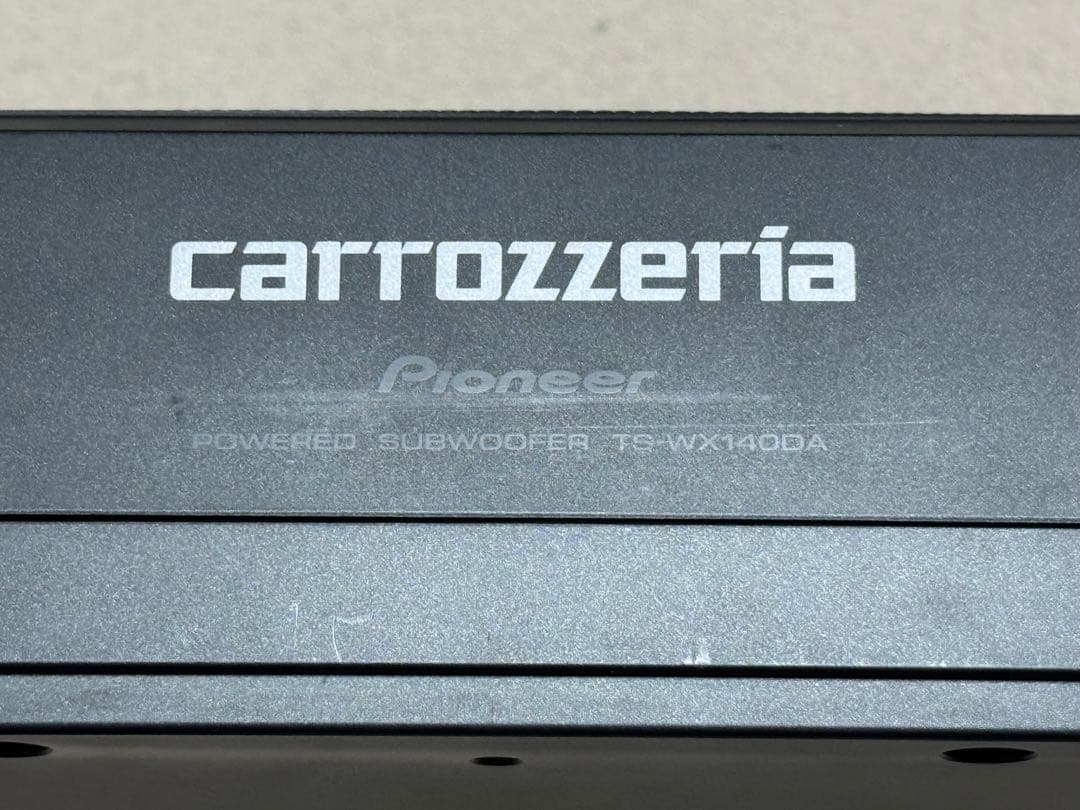 carrozzeria
Pioneer
POWERED SUBWOOFER TS-WX140DA